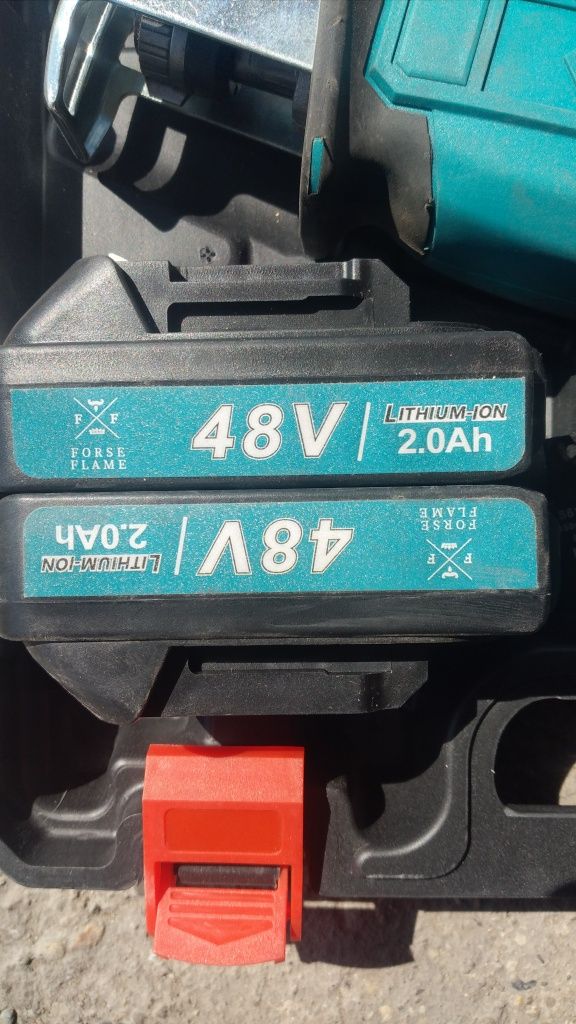 F F
FORSE
FLAME
48V
LITHIUM-ION
2.0Ah
F F
FORSE
FLAME
48V
LITHIUM-ION
2.0Ah